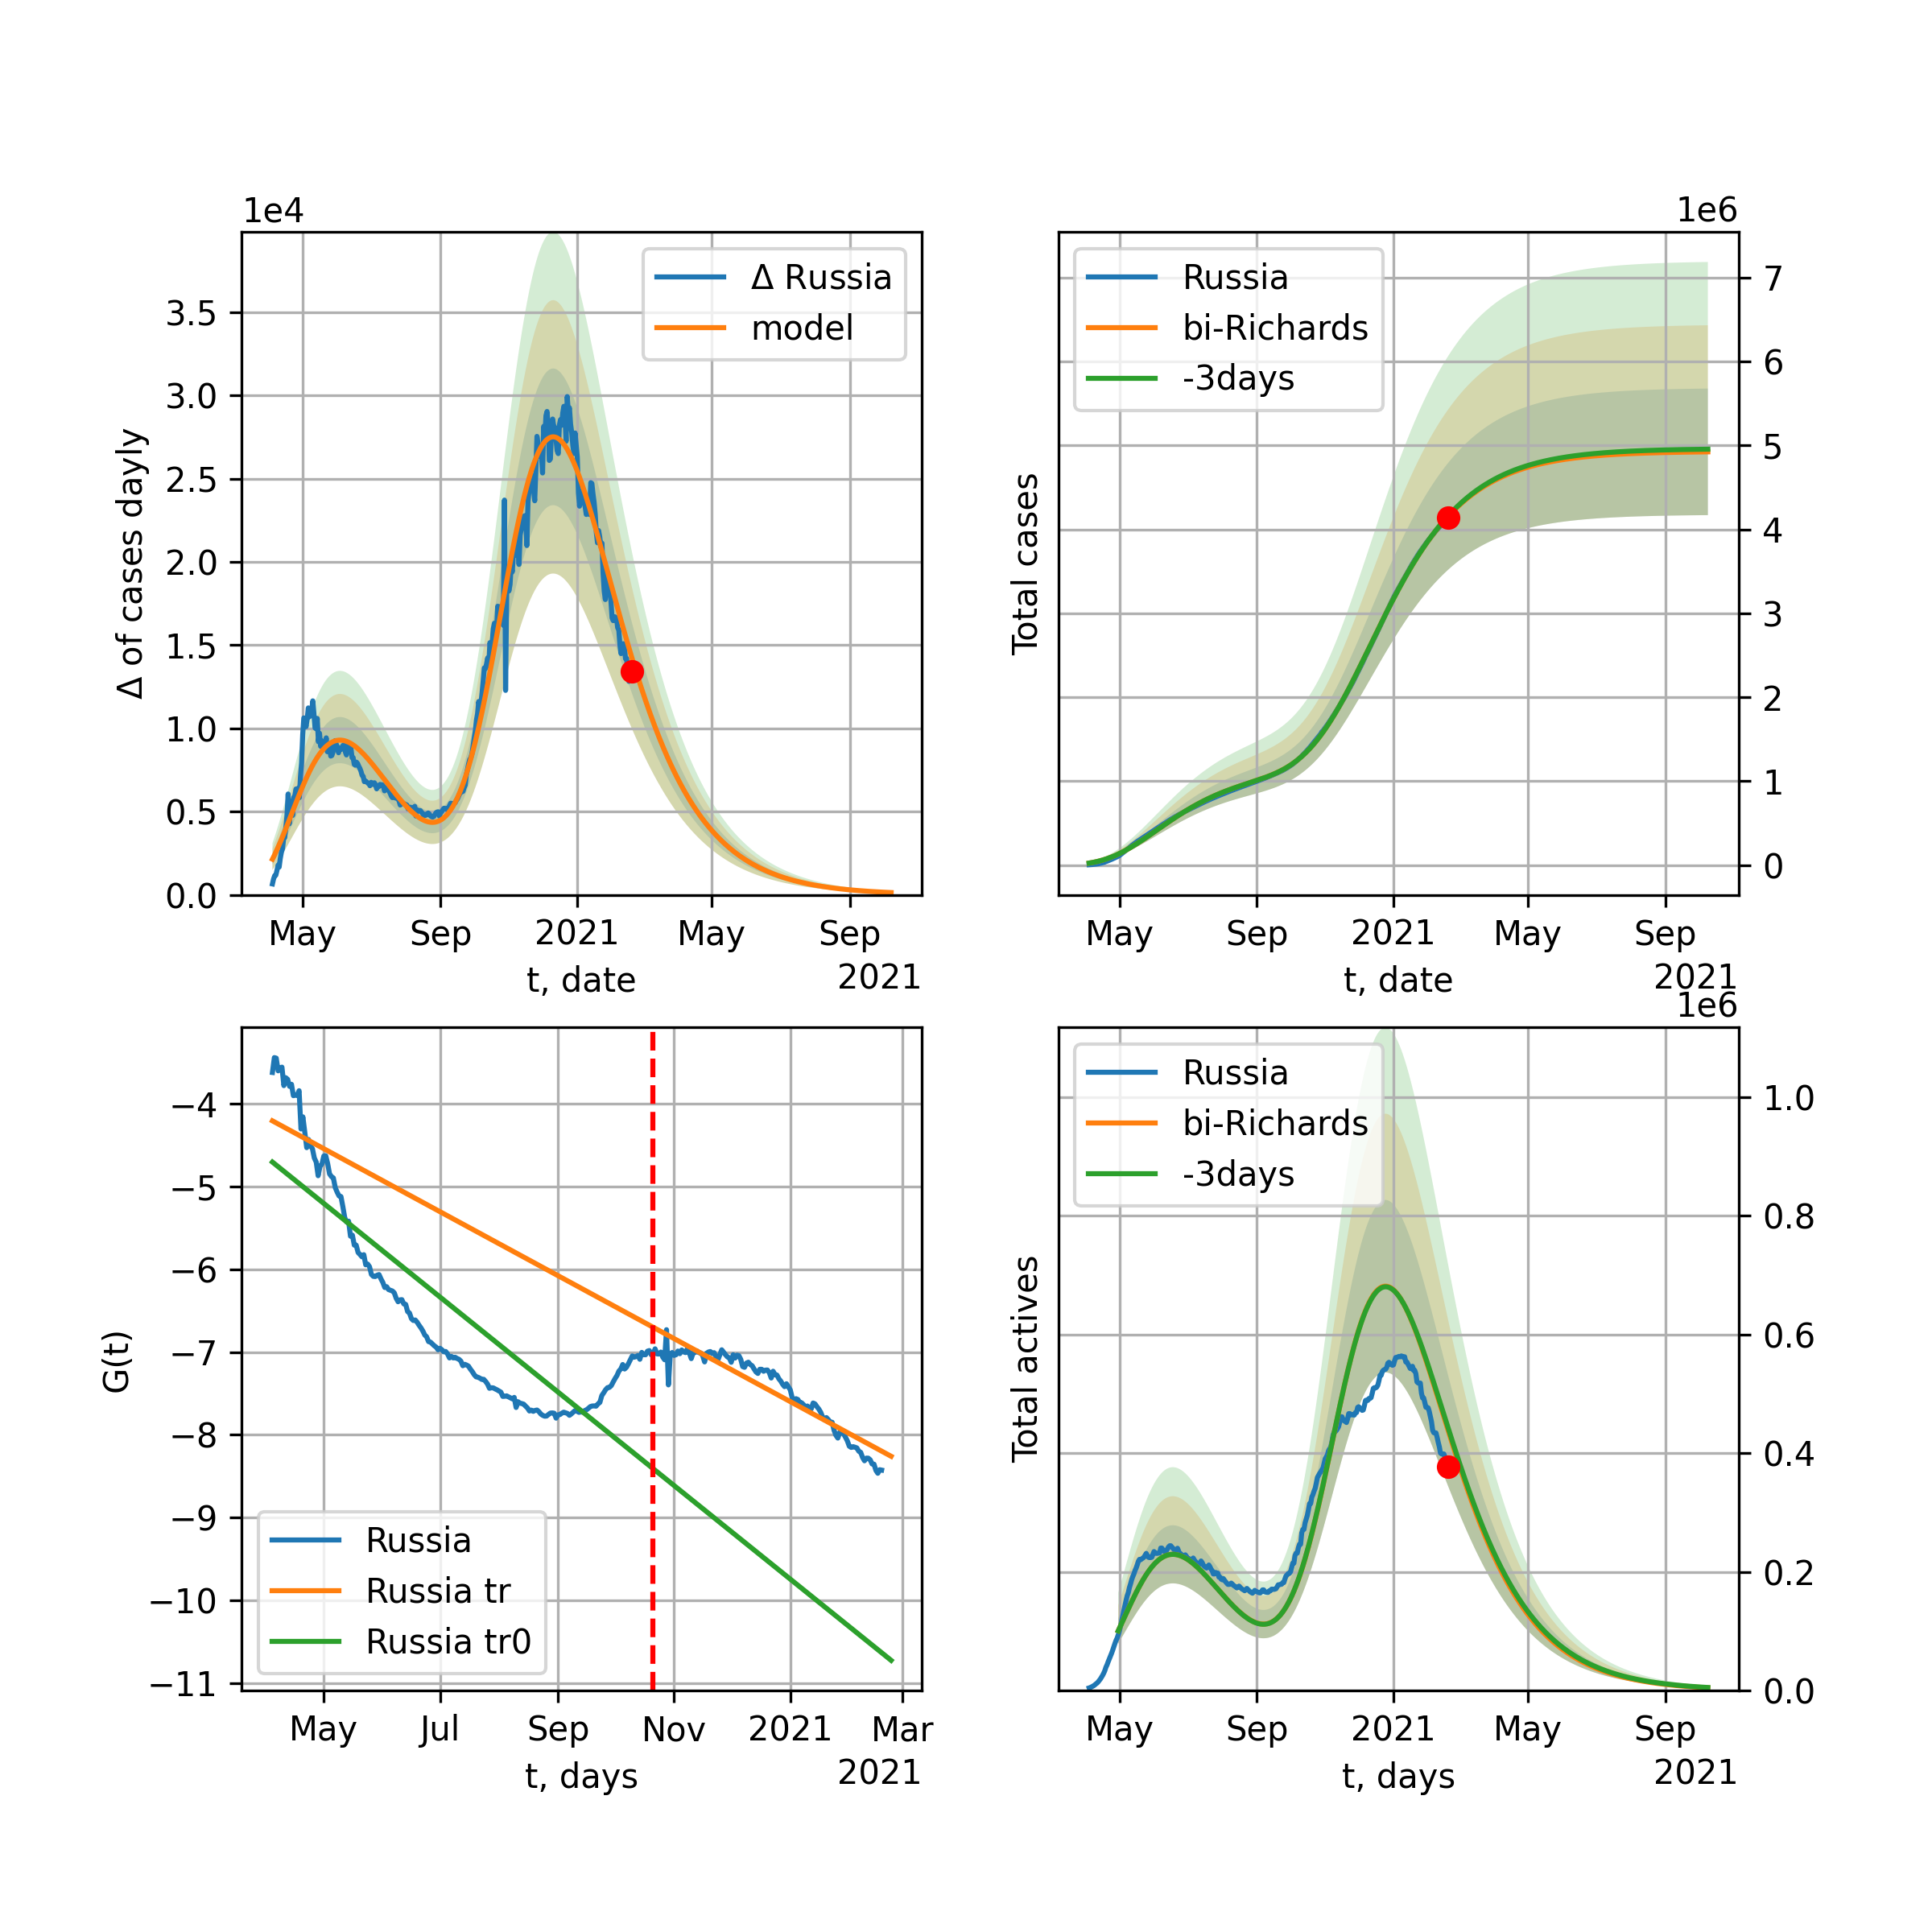 1e4
Δ of cases dayly
3.5
3.0
2.5
2.0
1.5
1.0
0.5
0.0
Δ Russia
model
May Sep 2021 May Sep
t, date
2021
1e6
Total cases
Russia
bi-Richards
-3days
7
6
5
4
3
2
1
0
May Sep 2021 May Sep
t, date
2021
G(t)
−4
−5
−6
−7
−8
−9
−10
−11
Russia
Russia tr
Russia tr0
May Jul Sep Nov 2021 Mar
t, days
2021
1e6
Total actives
Russia
bi-Richards
-3days
1.0
0.8
0.6
0.4
0.2
0.0
May Sep 2021 May Sep
t, days
2021